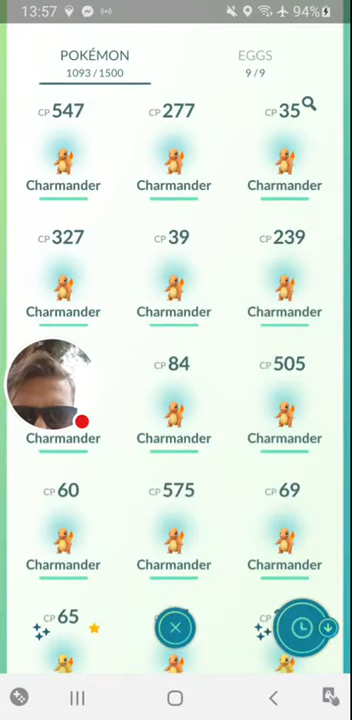 13:57
94%
POKÉMON EGGS
1093 / 1500 9 / 9
CP 547 CP 277 CP 35
Charmander Charmander Charmander
CP 327 CP 39 CP 239
Charmander Charmander Charmander
CP 84 CP 505
Charmander Charmander Charmander
CP 60 CP 575 CP 69
Charmander Charmander Charmander
CP 65